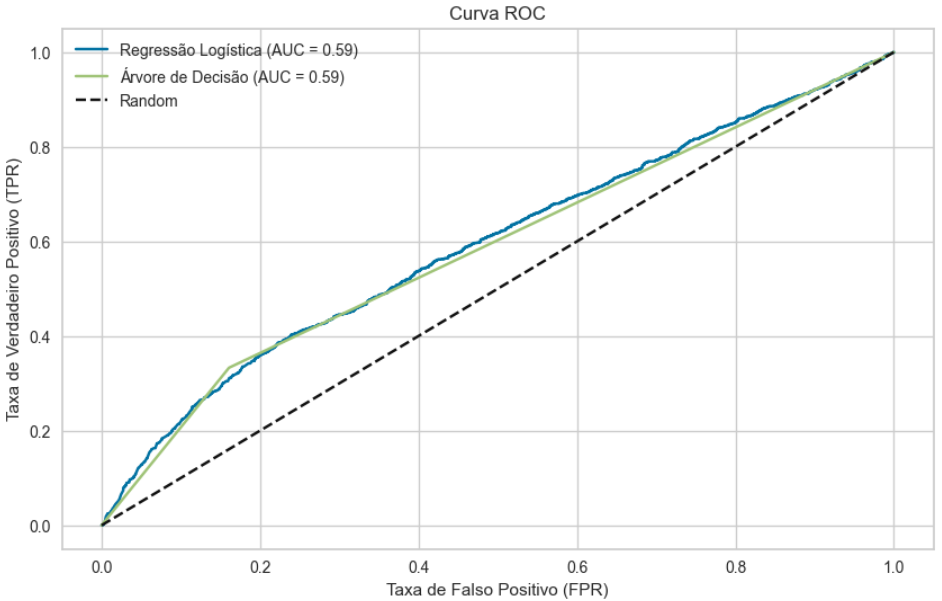 Curva ROC
Regressão Logística (AUC = 0.59)
Árvore de Decisão (AUC = 0.59)
Random
Taxa de Verdadeiro Positivo (TPR)
1.0
0.8
0.6
0.4
0.2
0.0
0.0 0.2 0.4 0.6 0.8 1.0
Taxa de Falso Positivo (FPR)